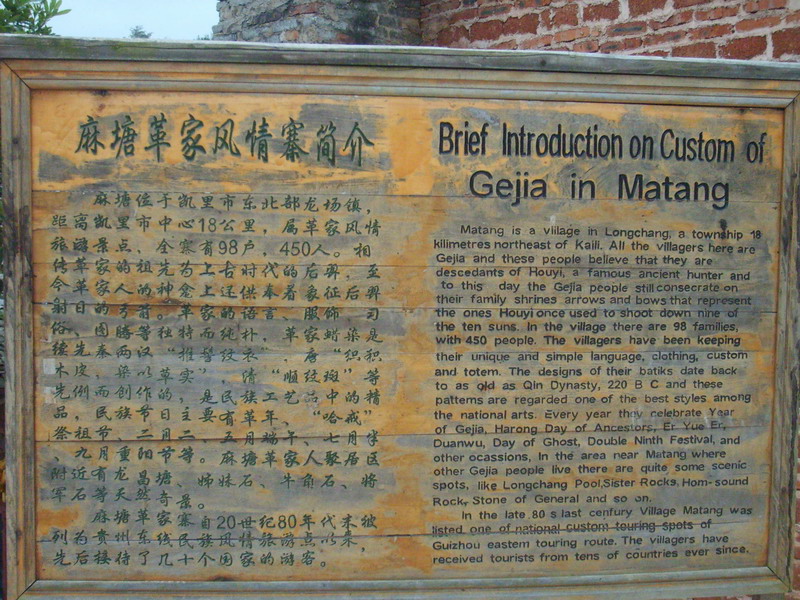 麻塘革家风情寨简介
麻塘位于凯里市东北部龙场镇,
距离凯里市中心18公里,属革家风情
旅游景点、全寨有98户,450人。相
传革家的祖先为上古时代的后羿,至
今革家人的神龛上还供奉着象征后羿
射日的弓箭。革家的语言、服饰、习
俗、图腾等独特而纯朴,革家蜡染是
续先秦两汉“推髻纹衣”,唐“织积
木皮,染以草实”,清“顺纹斑”等
先例而创作的,是民族工艺品中的精
品,民族节日主要有革年、“哈戒”
祭祖节、二月二、五月端午、七月半
、九月重阳节等。麻塘革家人聚居区
附近有龙昌塘、姊妹石、牛角石、将
军石等天然奇景。
麻塘革家寨自20世纪80年代末被
列为贵州东线民族风情旅游点以来,
先后接待了几十个国家的游客。
Brief Introduction on Custom of
Gejia in Matang
Matang is a vlilage in Longchang, a township 18
kilimetres northeast of Kaili. All the villagers here are
Gejia and these people believe that they are
descedants of Houyi, a famous ancient hunter and
to this day the Gejia people still consecrate on
their family shrines arrows and bows that represent
the ones Houyi once used to shoot down nine of
the ten suns. In the village there are 98 families,
with 450 people. The villagers have been keeping
their unique and simple language, clothing, custom
and totem. The designs of their batiks date back
to as old as Qin Dynasty, 220 B C and these
pattems are regarded one of the best styles among
the national arts. Every year they celebrate Year
of Gejia, Harong Day of Ancestors, Er Yue Er,
Duanwu, Day of Ghost, Double Ninth Festival, and
other ocassions, In the area near Matang where
other Gejia people live there are quite some scenic
spots, like Longchang Pool,Sister Rocks, Hom-sound
Rock, Stone of General and so on.
In the late 80 s last cenfury Village Matang was
listed one of national custom touring spots of
Guizhou eastem touring route. The villagers have
received tourists from tens of countries ever since.